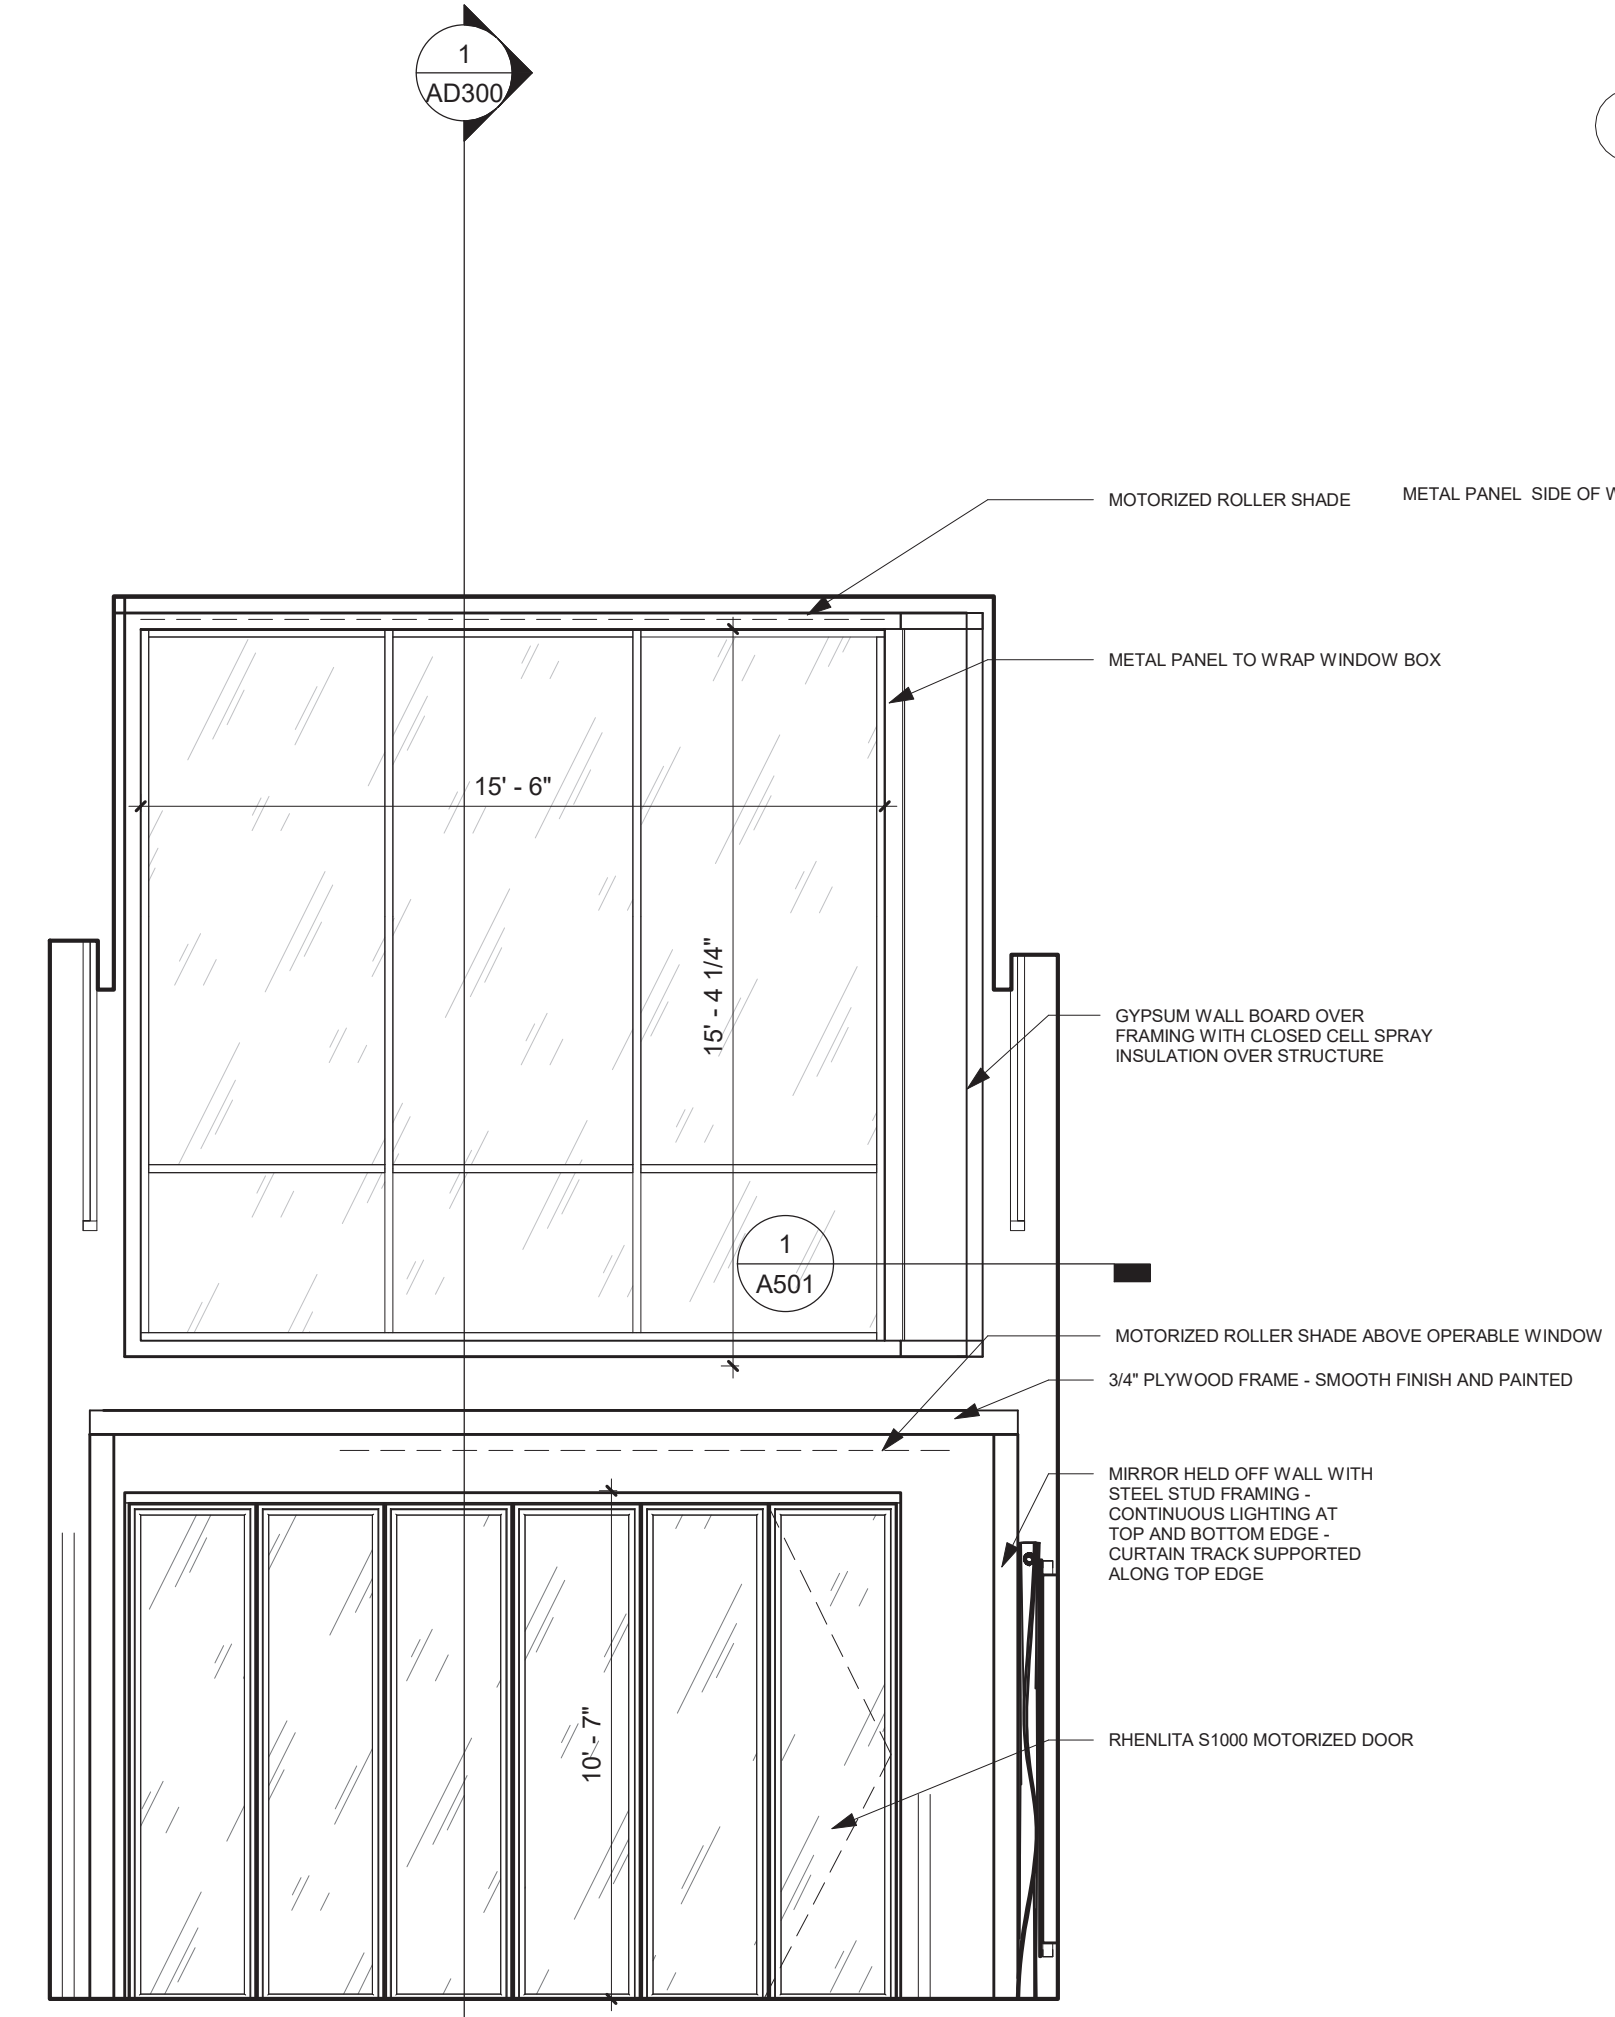 1
AD300
MOTORIZED ROLLER SHADE
METAL PANEL  SIDE OF W
METAL PANEL TO WRAP WINDOW BOX
15' - 6"
15' - 4 1/4"
GYPSUM WALL BOARD OVER
FRAMING WITH CLOSED CELL SPRAY
INSULATION OVER STRUCTURE
1
A501
MOTORIZED ROLLER SHADE ABOVE OPERABLE WINDOW
3/4" PLYWOOD FRAME - SMOOTH FINISH AND PAINTED
MIRROR HELD OFF WALL WITH
STEEL STUD FRAMING -
CONTINUOUS LIGHTING AT
TOP AND BOTTOM EDGE -
CURTAIN TRACK SUPPORTED
ALONG TOP EDGE
10' - 7"
RHENLITA S1000 MOTORIZED DOOR